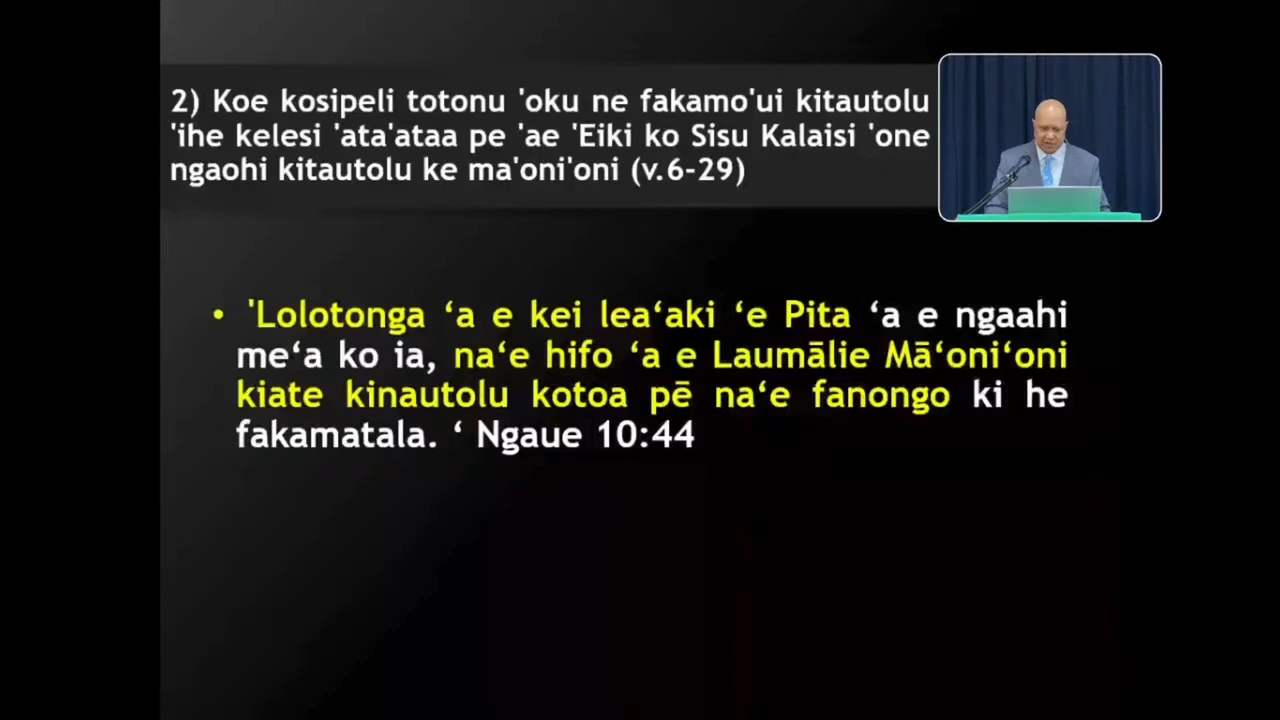 2) Koe kosipeli totonu 'oku ne fakamo'ui kitautolu
'ihe kelesi 'ata'ataa pe 'ae 'Eiki ko Sisu Kalaisi 'one
ngaohi kitautolu ke ma'oni'oni (v.6-29)
• 'Lolotonga ‘a e kei lea‘aki ‘e Pita ‘a e ngaahi
me‘a ko ia, na‘e hifo ‘a e Laumālie Mā‘oni‘oni
kiate kinautolu kotoa pē na‘e fanongo ki he
fakamatala. ‘ Ngaue 10:44